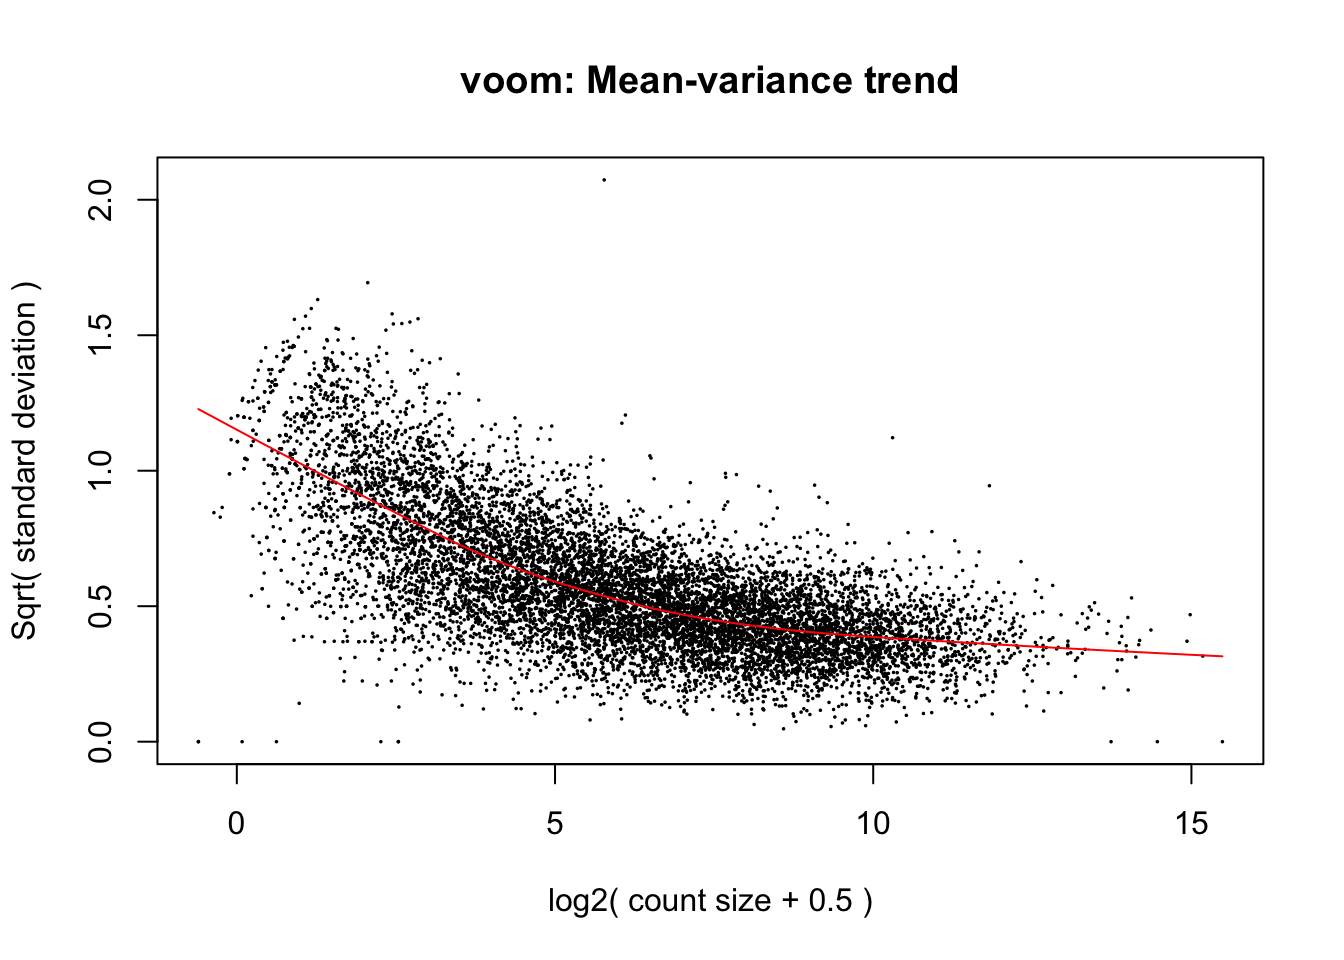 voom: Mean-variance trend
Sqrt( standard deviation )
2.0
1.5
1.0
0.5
0.0
0 5 10 15
log2( count size + 0.5 )